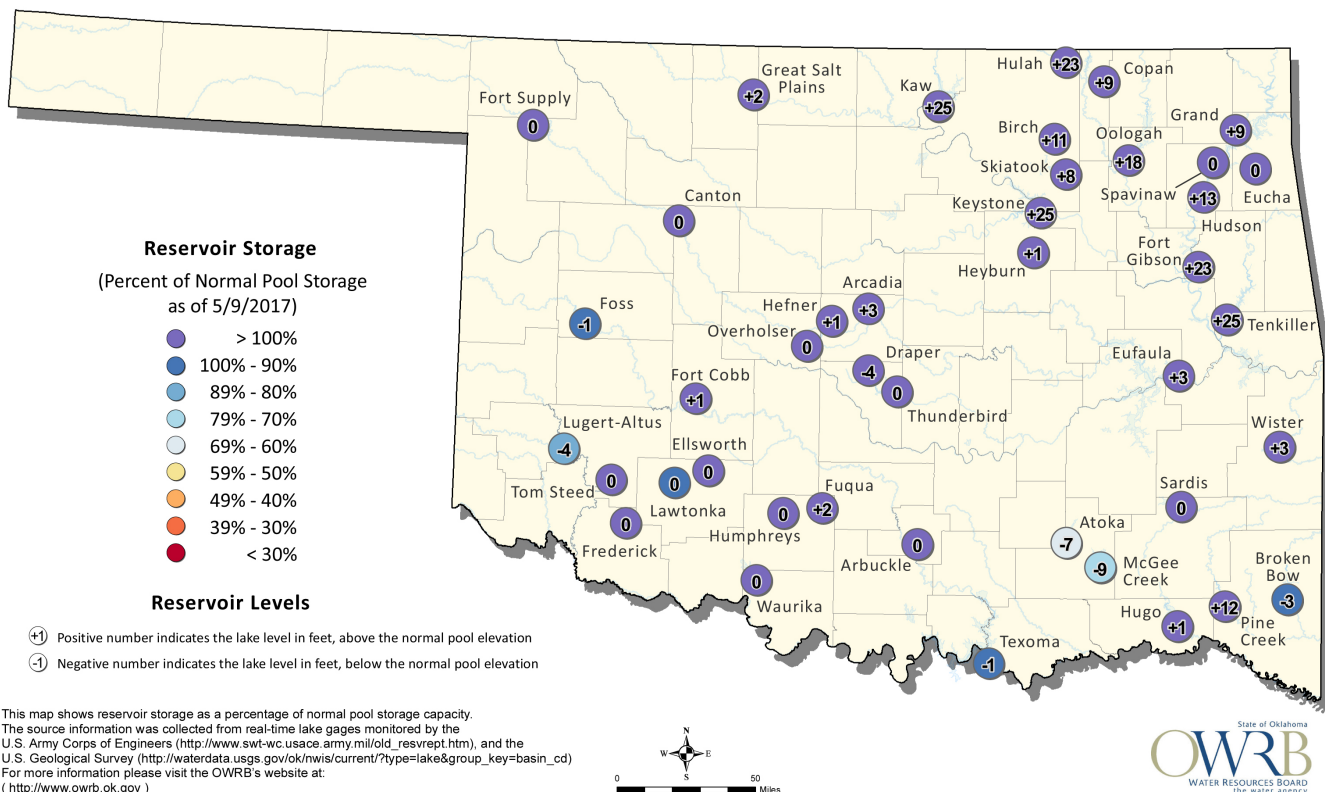 Hulah +23
Copan +9
Great Salt
Plains +2
Kaw +25
Fort Supply 0
Grand +9
Birch +11
Oologah +18
Skiatook +8
Spavinaw 0
Eucha 0
Canton 0
Keystone +25
Hudson +13
Heyburn +1
Fort
Gibson +23
Reservoir Storage
(Percent of Normal Pool Storage
as of 5/9/2017)
> 100%
100% - 90%
89% - 80%
79% - 70%
69% - 60%
59% - 50%
49% - 40%
39% - 30%
< 30%
Foss -1
Arcadia +3
Hefner +1
Overholser 0
Tenkiller +25
Draper -4
Eufaula +3
Thunderbird 0
Fort Cobb +1
Lugert-Altus -4
Wister +3
Ellsworth 0
Tom Steed 0
Lawtonka 0
Fuqua +2
Sardis 0
Humphreys 0
Frederick 0
Arbuckle 0
Atoka -7
McGee
Creek -9
Broken
Bow -3
Waurika 0
Hugo +1
Pine
Creek +12
Texoma -1
Reservoir Levels
+1 Positive number indicates the lake level in feet, above the normal pool elevation
-1 Negative number indicates the lake level in feet, below the normal pool elevation
This map shows reservoir storage as a percentage of normal pool storage capacity.
The source information was collected from real-time lake gages monitored by the
U.S. Army Corps of Engineers (http://www.swt-wc.usace.army.mil/old_resvrept.htm), and the
U.S. Geological Survey (http://waterdata.usgs.gov/ok/nwis/current/?type=lake&group_key=basin_cd)
For more information please visit the OWRB's website at:
( http://www.owrb.ok.gov )
N
W E
S
0 50
Miles
State of Oklahoma
OWRB
WATER RESOURCES BOARD
the water agency